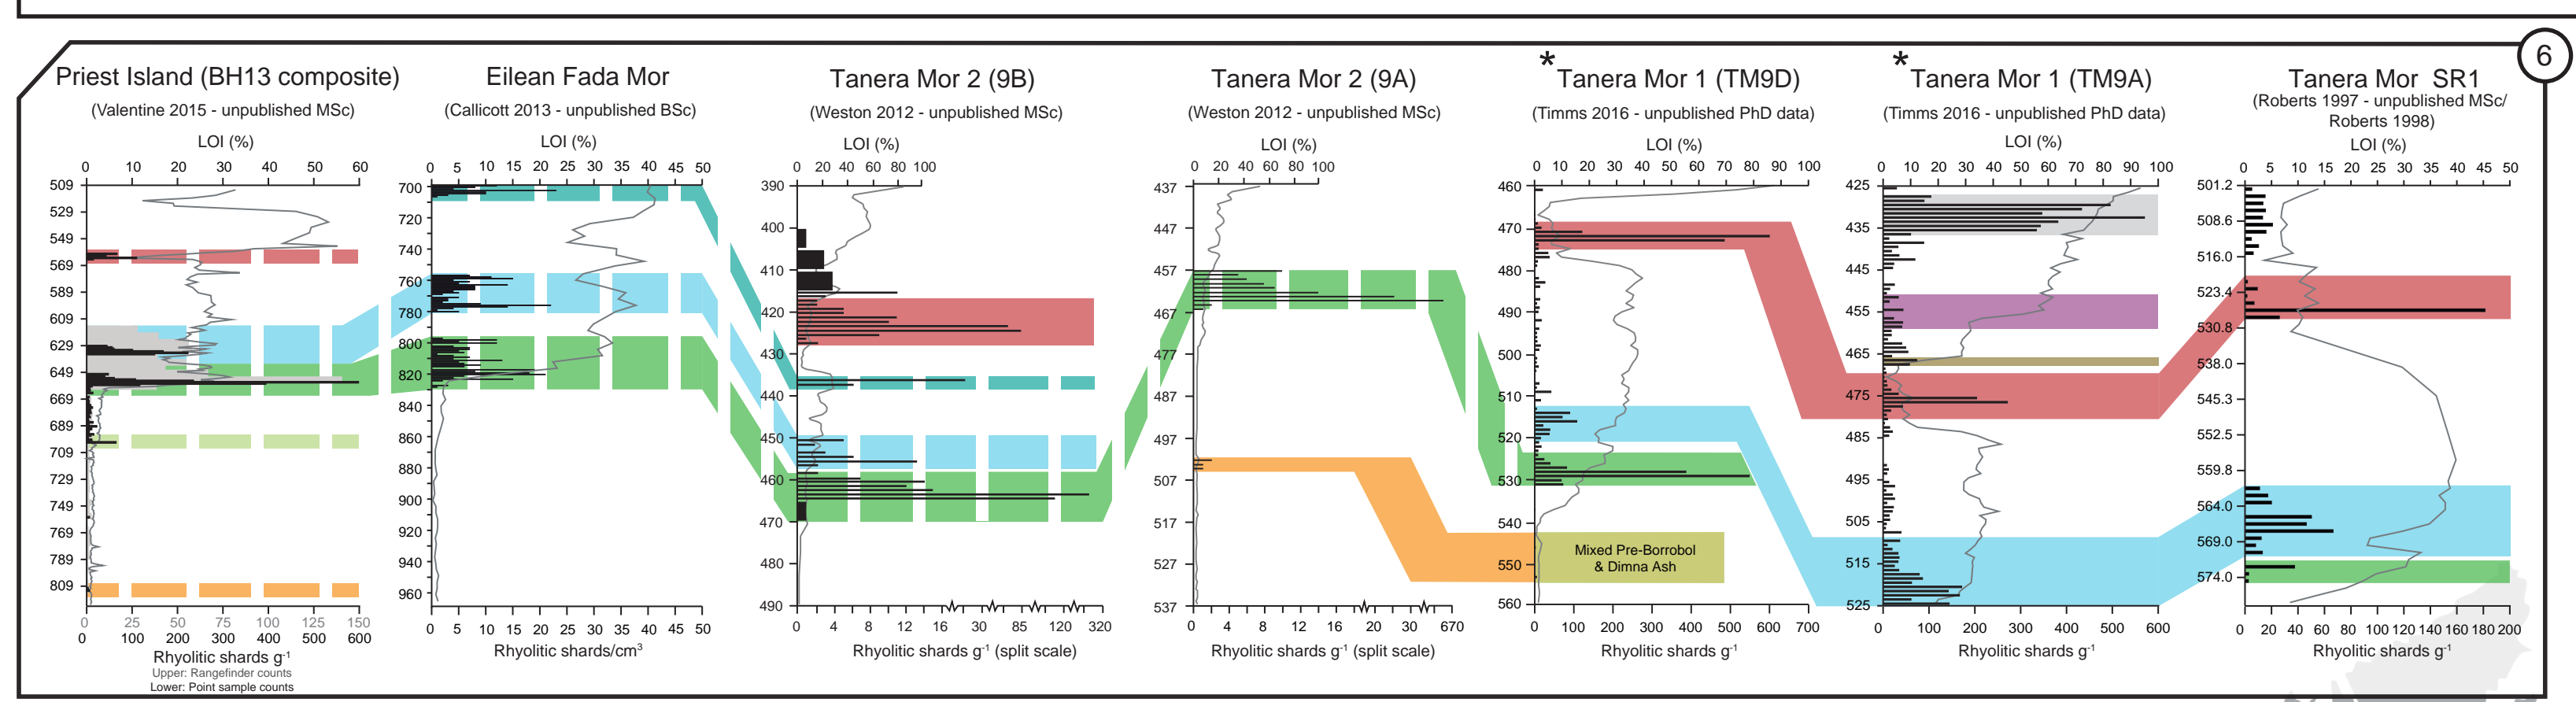 6
Priest Island (BH13 composite)
(Valentine 2015 - unpublished MSc)
LOI (%)
0 10 20 30 40 50 60
509
529
549
569
589
609
629
649
669
689
709
729
749
769
789
809
0 25 50 75 100 125 150
0 100 200 300 400 500 600
Rhyolitic shards g-1
Upper: Rangefinder counts
Lower: Point sample counts
Eilean Fada Mor
(Callicott 2013 - unpublished BSc)
LOI (%)
0 5 10 15 20 25 30 35 40 45 50
700
720
740
760
780
800
820
840
860
880
900
920
940
960
0 5 10 15 20 25 30 35 40 45 50
Rhyolitic shards/cm3
Tanera Mor 2 (9B)
(Weston 2012 - unpublished MSc)
LOI (%)
0 20 40 60 80 100
390
400
410
420
430
440
450
460
470
480
490
0 4 8 12 16 30 85 120 320
Rhyolitic shards g-1 (split scale)
Tanera Mor 2 (9A)
(Weston 2012 - unpublished MSc)
LOI (%)
0 20 40 60 80 100
437
447
457
467
477
487
497
507
517
527
537
0 4 8 12 16 20 30 670
Rhyolitic shards g-1 (split scale)
* Tanera Mor 1 (TM9D)
(Timms 2016 - unpublished PhD data)
LOI (%)
0 10 20 30 40 50 60 70 80 90 100
460
470
480
490
500
510
520
530
540
550
560
Mixed Pre-Borrobol
& Dimna Ash
0 100 200 300 400 500 600 700
Rhyolitic shards g-1
* Tanera Mor 1 (TM9A)
(Timms 2016 - unpublished PhD data)
LOI (%)
0 10 20 30 40 50 60 70 80 90 100
425
435
445
455
465
475
485
495
505
515
525
0 100 200 300 400 500 600
Rhyolitic shards g-1
Tanera Mor SR1
(Roberts 1997 - unpublished MSc/
Roberts 1998)
LOI (%)
0 5 10 15 20 25 30 35 40 45 50
501.2
508.6
516.0
523.4
530.8
538.0
545.3
552.5
559.8
564.0
569.0
574.0
0 20 40 60 80 100 120 140 160 180 200
Rhyolitic shards g-1